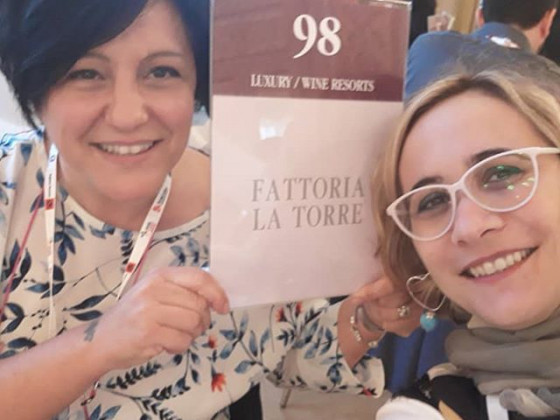 98
LUXURY / WINE RESORTS
FATTORIA
LA TORRE